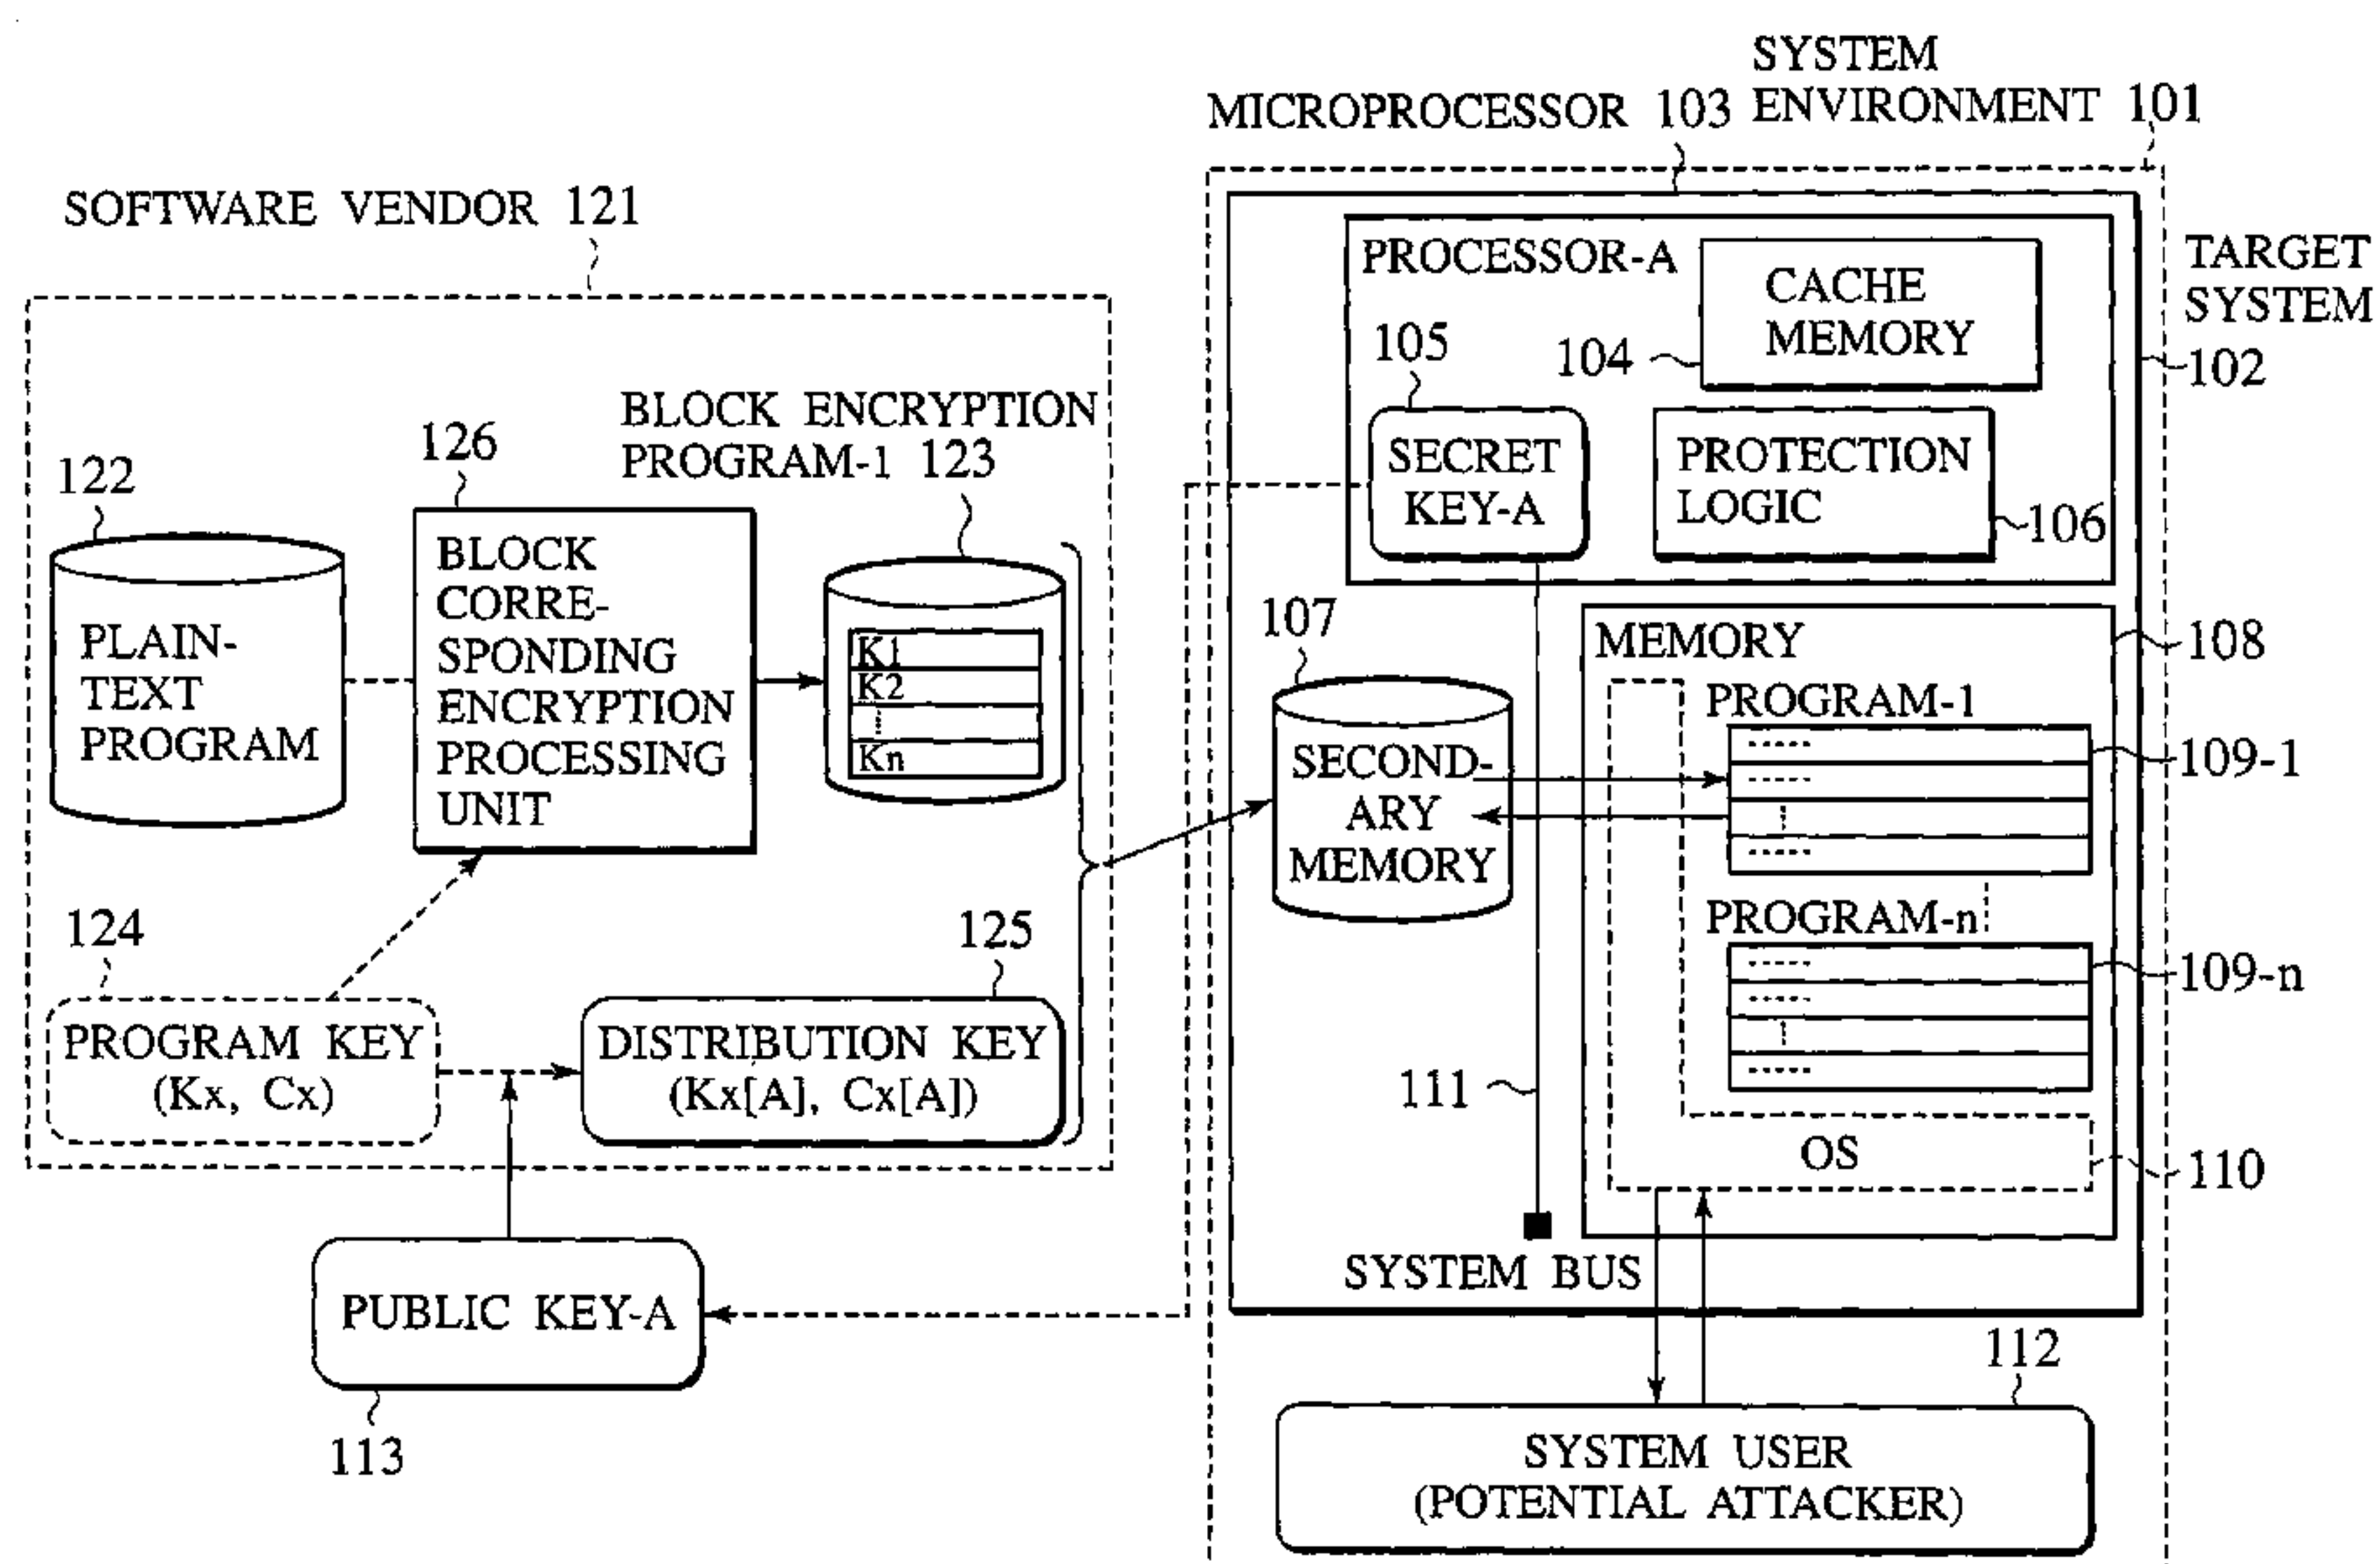 SYSTEM
MICROPROCESSOR 103 ENVIRONMENT 101
SOFTWARE VENDOR 121
TARGET
SYSTEM
102
PROCESSOR-A
CACHE
MEMORY
104
105
SECRET
KEY-A
PROTECTION
LOGIC
106
BLOCK ENCRYPTION
PROGRAM-1 123
126
122
PLAIN-
TEXT
PROGRAM
BLOCK
CORRE-
SPONDING
ENCRYPTION
PROCESSING
UNIT
K1
K2
Kn
107
SECOND-
ARY
MEMORY
MEMORY
108
PROGRAM-1
109-1
PROGRAM-n
109-n
124
PROGRAM KEY
(Kx, Cx)
125
DISTRIBUTION KEY
(Kx[A], Cx[A])
111
OS
110
SYSTEM BUS
PUBLIC KEY-A
113
112
SYSTEM USER
(POTENTIAL ATTACKER)